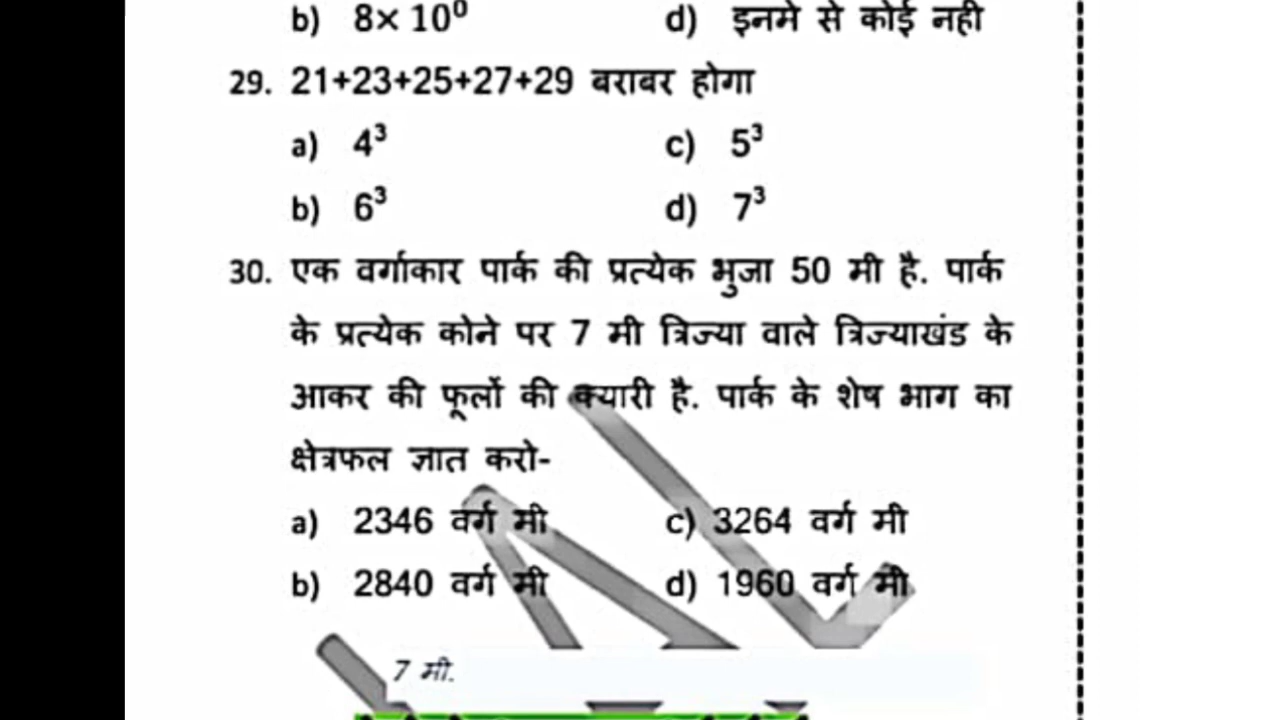 b) 8× 10⁰ d) इनमे से कोई नही
29. 21+23+25+27+29 बराबर होगा
a) 4³ c) 5³
b) 6³ d) 7³
30. एक वर्गाकार पार्क की प्रत्येक भुजा 50 मी है. पार्क
के प्रत्येक कोने पर 7 मी त्रिज्या वाले त्रिज्याखंड के
आकर की फूलों की क्यारी है. पार्क के शेष भाग का
क्षेत्रफल ज्ञात करो-
a) 2346 वर्ग मी c) 3264 वर्ग मी
b) 2840 वर्ग मी d) 1960 वर्ग मी
7 मी.